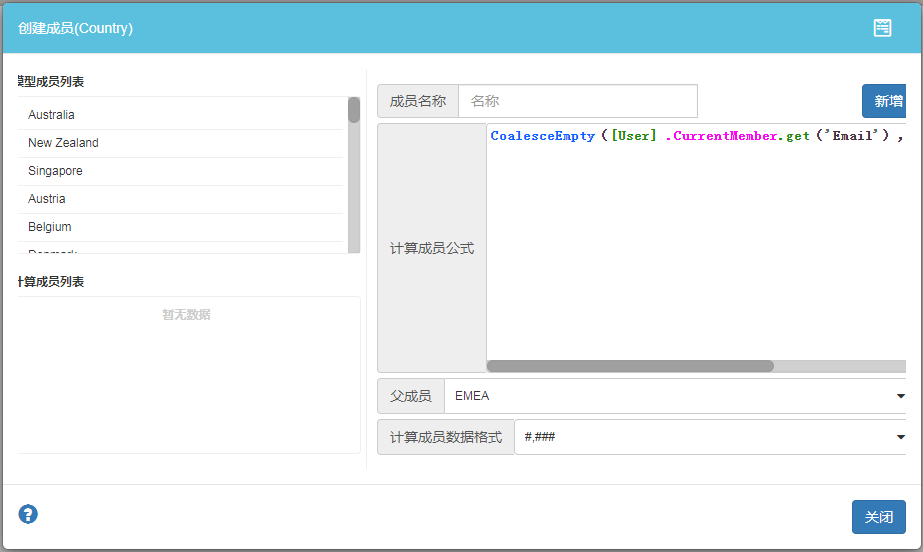 创建成员(Country)
模型成员列表
Australia
New Zealand
Singapore
Austria
Belgium
Denmark
计算成员列表
暂无数据
成员名称
名称
新增
CoalesceEmpty([User] .CurrentMember.get('Email'),
计算成员公式
父成员
EMEA
计算成员数据格式
#,###
?
关闭